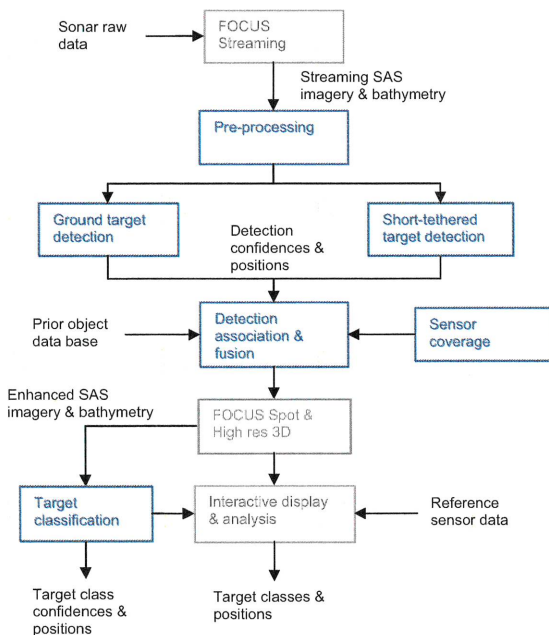 Sonar raw
data
FOCUS
Streaming
Streaming SAS
imagery & bathymetry
Pre-processing
Ground target
detection
Detection
confidences &
positions
Short-tethered
target detection
Prior object
data base
Detection
association &
fusion
Sensor
coverage
Enhanced SAS
imagery & bathymetry
FOCUS Spot &
High res 3D
Target
classification
Interactive display
& analysis
Reference
sensor data
Target class
confidences &
positions
Target classes &
positions